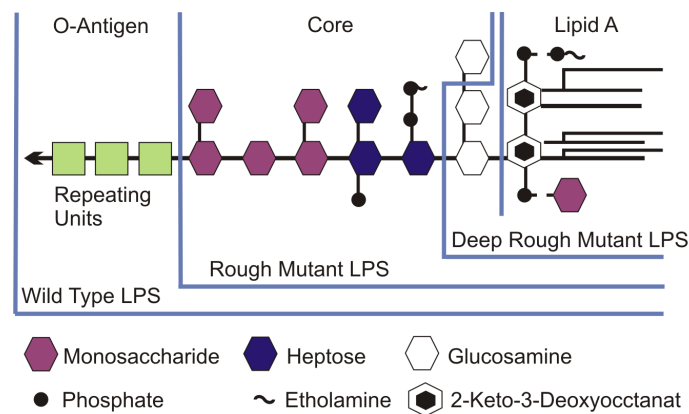 O-Antigen
Core
Lipid A
Repeating
Units
Deep Rough Mutant LPS
Rough Mutant LPS
Wild Type LPS
Monosaccharide
Heptose
Glucosamine
Phosphate
Etholamine
2-Keto-3-Deoxyocctanat